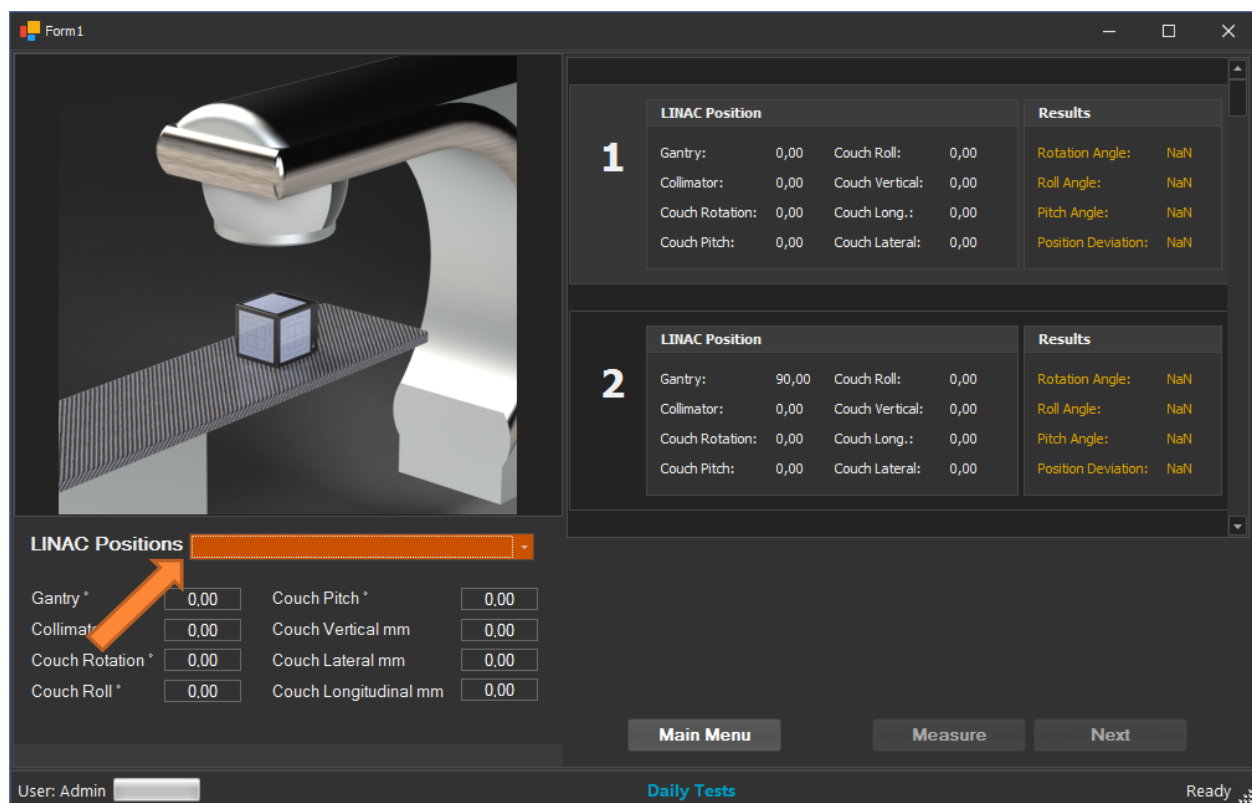 Form1
1
LINAC Position
Gantry: 0,00 Couch Roll: 0,00
Collimator: 0,00 Couch Vertical: 0,00
Couch Rotation: 0,00 Couch Long.: 0,00
Couch Pitch: 0,00 Couch Lateral: 0,00
Results
Rotation Angle: NaN
Roll Angle: NaN
Pitch Angle: NaN
Position Deviation: NaN
2
LINAC Position
Gantry: 90,00 Couch Roll: 0,00
Collimator: 0,00 Couch Vertical: 0,00
Couch Rotation: 0,00 Couch Long.: 0,00
Couch Pitch: 0,00 Couch Lateral: 0,00
Results
Rotation Angle: NaN
Roll Angle: NaN
Pitch Angle: NaN
Position Deviation: NaN
LINAC Positions
Gantry ° 0,00 Couch Pitch ° 0,00
0,00 Couch Vertical mm 0,00
Couch Rotation ° 0,00 Couch Lateral mm 0,00
Couch Roll ° 0,00 Couch Longitudinal mm 0,00
Main Menu Measure Next
User: Admin Daily Tests Ready